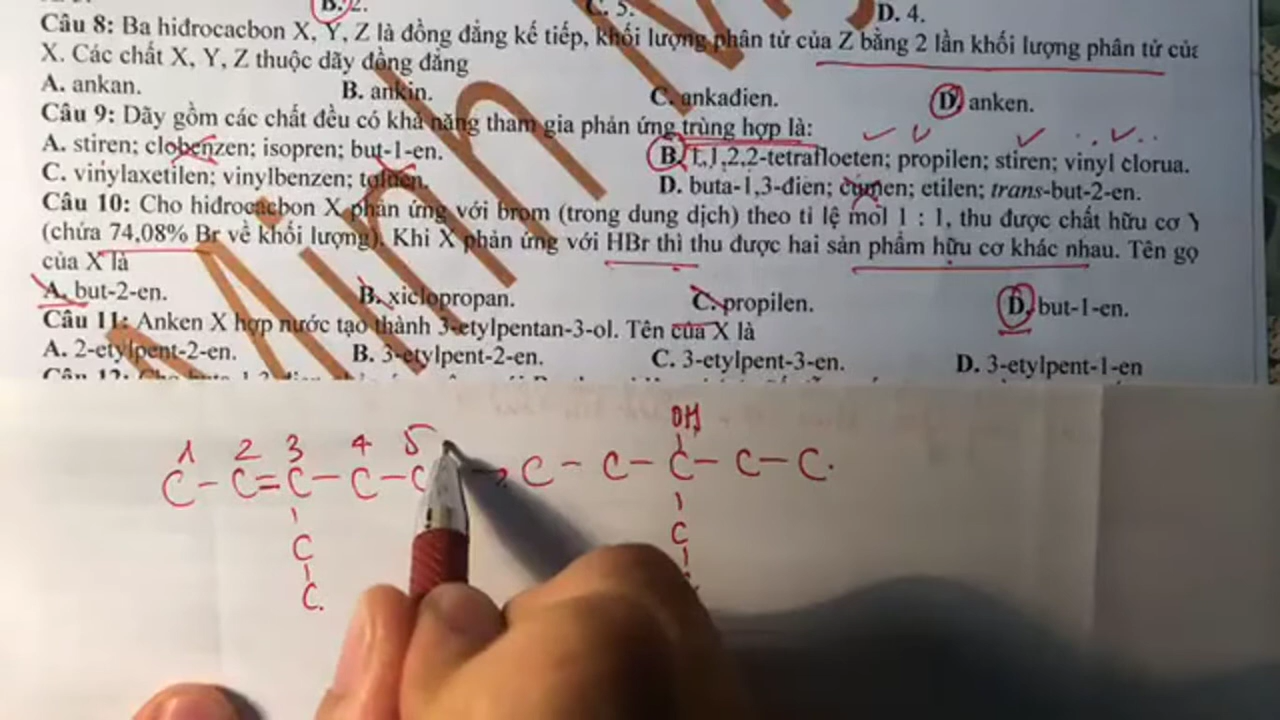 B. 2. C. 5. D. 4.
Câu 8: Ba hiđrocacbon X, Y, Z là đồng đẳng kế tiếp, khối lượng phân tử của Z bằng 2 lần khối lượng phân tử của
X. Các chất X, Y, Z thuộc dãy đồng đẳng
A. ankan. B. ankin. C. ankađien. D. anken.
Câu 9: Dãy gồm các chất đều có khả năng tham gia phản ứng trùng hợp là:
A. stiren; clobenzen; isopren; but-1-en. B. 1,1,2,2-tetrafloeten; propilen; stiren; vinyl clorua.
C. vinylaxetilen; vinylbenzen; toluen. D. buta-1,3-đien; cumen; etilen; trans-but-2-en.
Câu 10: Cho hiđrocacbon X phản ứng với brom (trong dung dịch) theo tỉ lệ mol 1 : 1, thu được chất hữu cơ Y
(chứa 74,08% Br về khối lượng). Khi X phản ứng với HBr thì thu được hai sản phẩm hữu cơ khác nhau. Tên gọ
của X là
A. but-2-en. B. xiclopropan. C. propilen. D. but-1-en.
Câu 11: Anken X hợp nước tạo thành 3-etylpentan-3-ol. Tên của X là
A. 2-etylpent-2-en. B. 3-etylpent-2-en. C. 3-etylpent-3-en. D. 3-etylpent-1-en
OH
1 2 3 4 5
C - C = C - C - C → C - C - C - C - C.
C C
C.